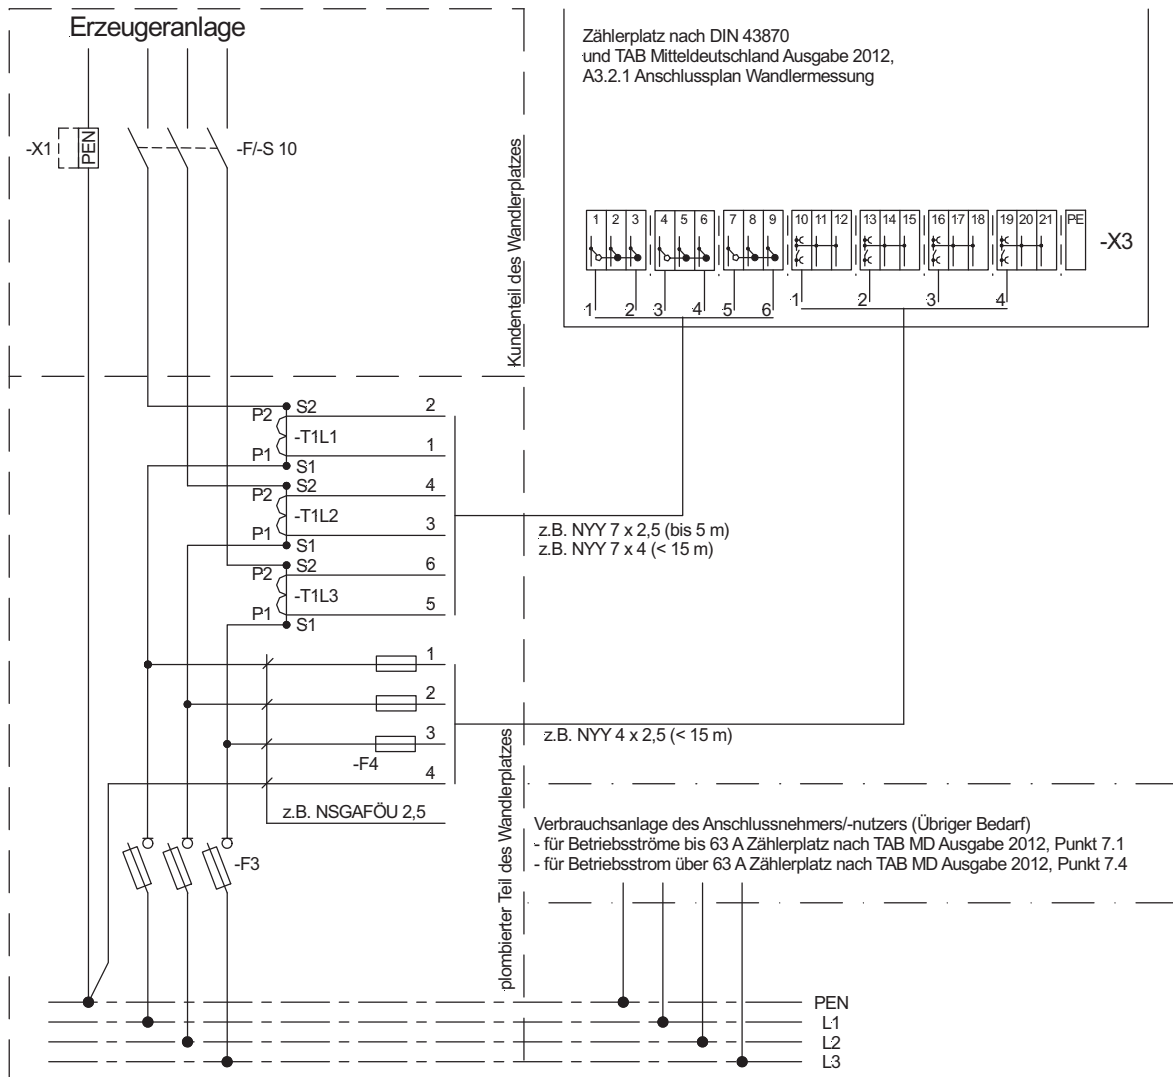 Erzeugeranlage
Zählerplatz nach DIN 43870
und TAB Mitteldeutschland Ausgabe 2012,
A3.2.1 Anschlussplan Wandlermessung
-X1
PEN
-F/-S 10
Kundenteil des Wandlerplatzes
1 2 3 4 5 6 7 8 9 10 11 12 13 14 15 16 17 18 19 20 21 PE
-X3
1 2 3 4 5 6 1 2 3 4
P2 S2 2
-T1L1
1
P1 S1
P2 S2 4
-T1L2
3
P1 S1
P2 S2 6
-T1L3
5
P1 S1
z.B. NYY 7 x 2,5 (bis 5 m)
z.B. NYY 7 x 4 (< 15 m)
1
2
3
-F4
4
z.B. NYY 4 x 2,5 (< 15 m)
z.B. NSGAFÖU 2,5
plombierter Teil des Wandlerplatzes
-F3
Verbrauchsanlage des Anschlussnehmers/-nutzers (Übriger Bedarf)
- für Betriebsströme bis 63 A Zählerplatz nach TAB MD Ausgabe 2012, Punkt 7.1
- für Betriebsstrom über 63 A Zählerplatz nach TAB MD Ausgabe 2012, Punkt 7.4
PEN
L1
L2
L3